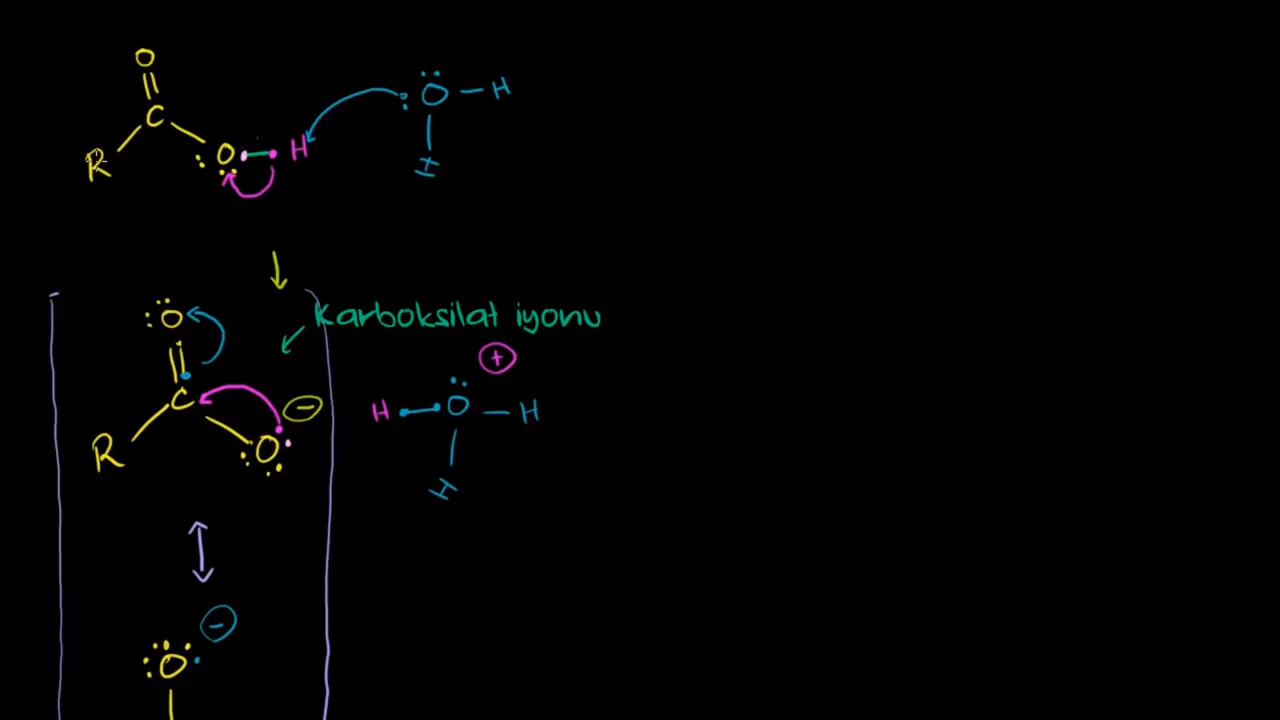 O
C
R O H
O H
H
Karboksilat iyonu
O
C −
R O
+
H O H
H
−
O